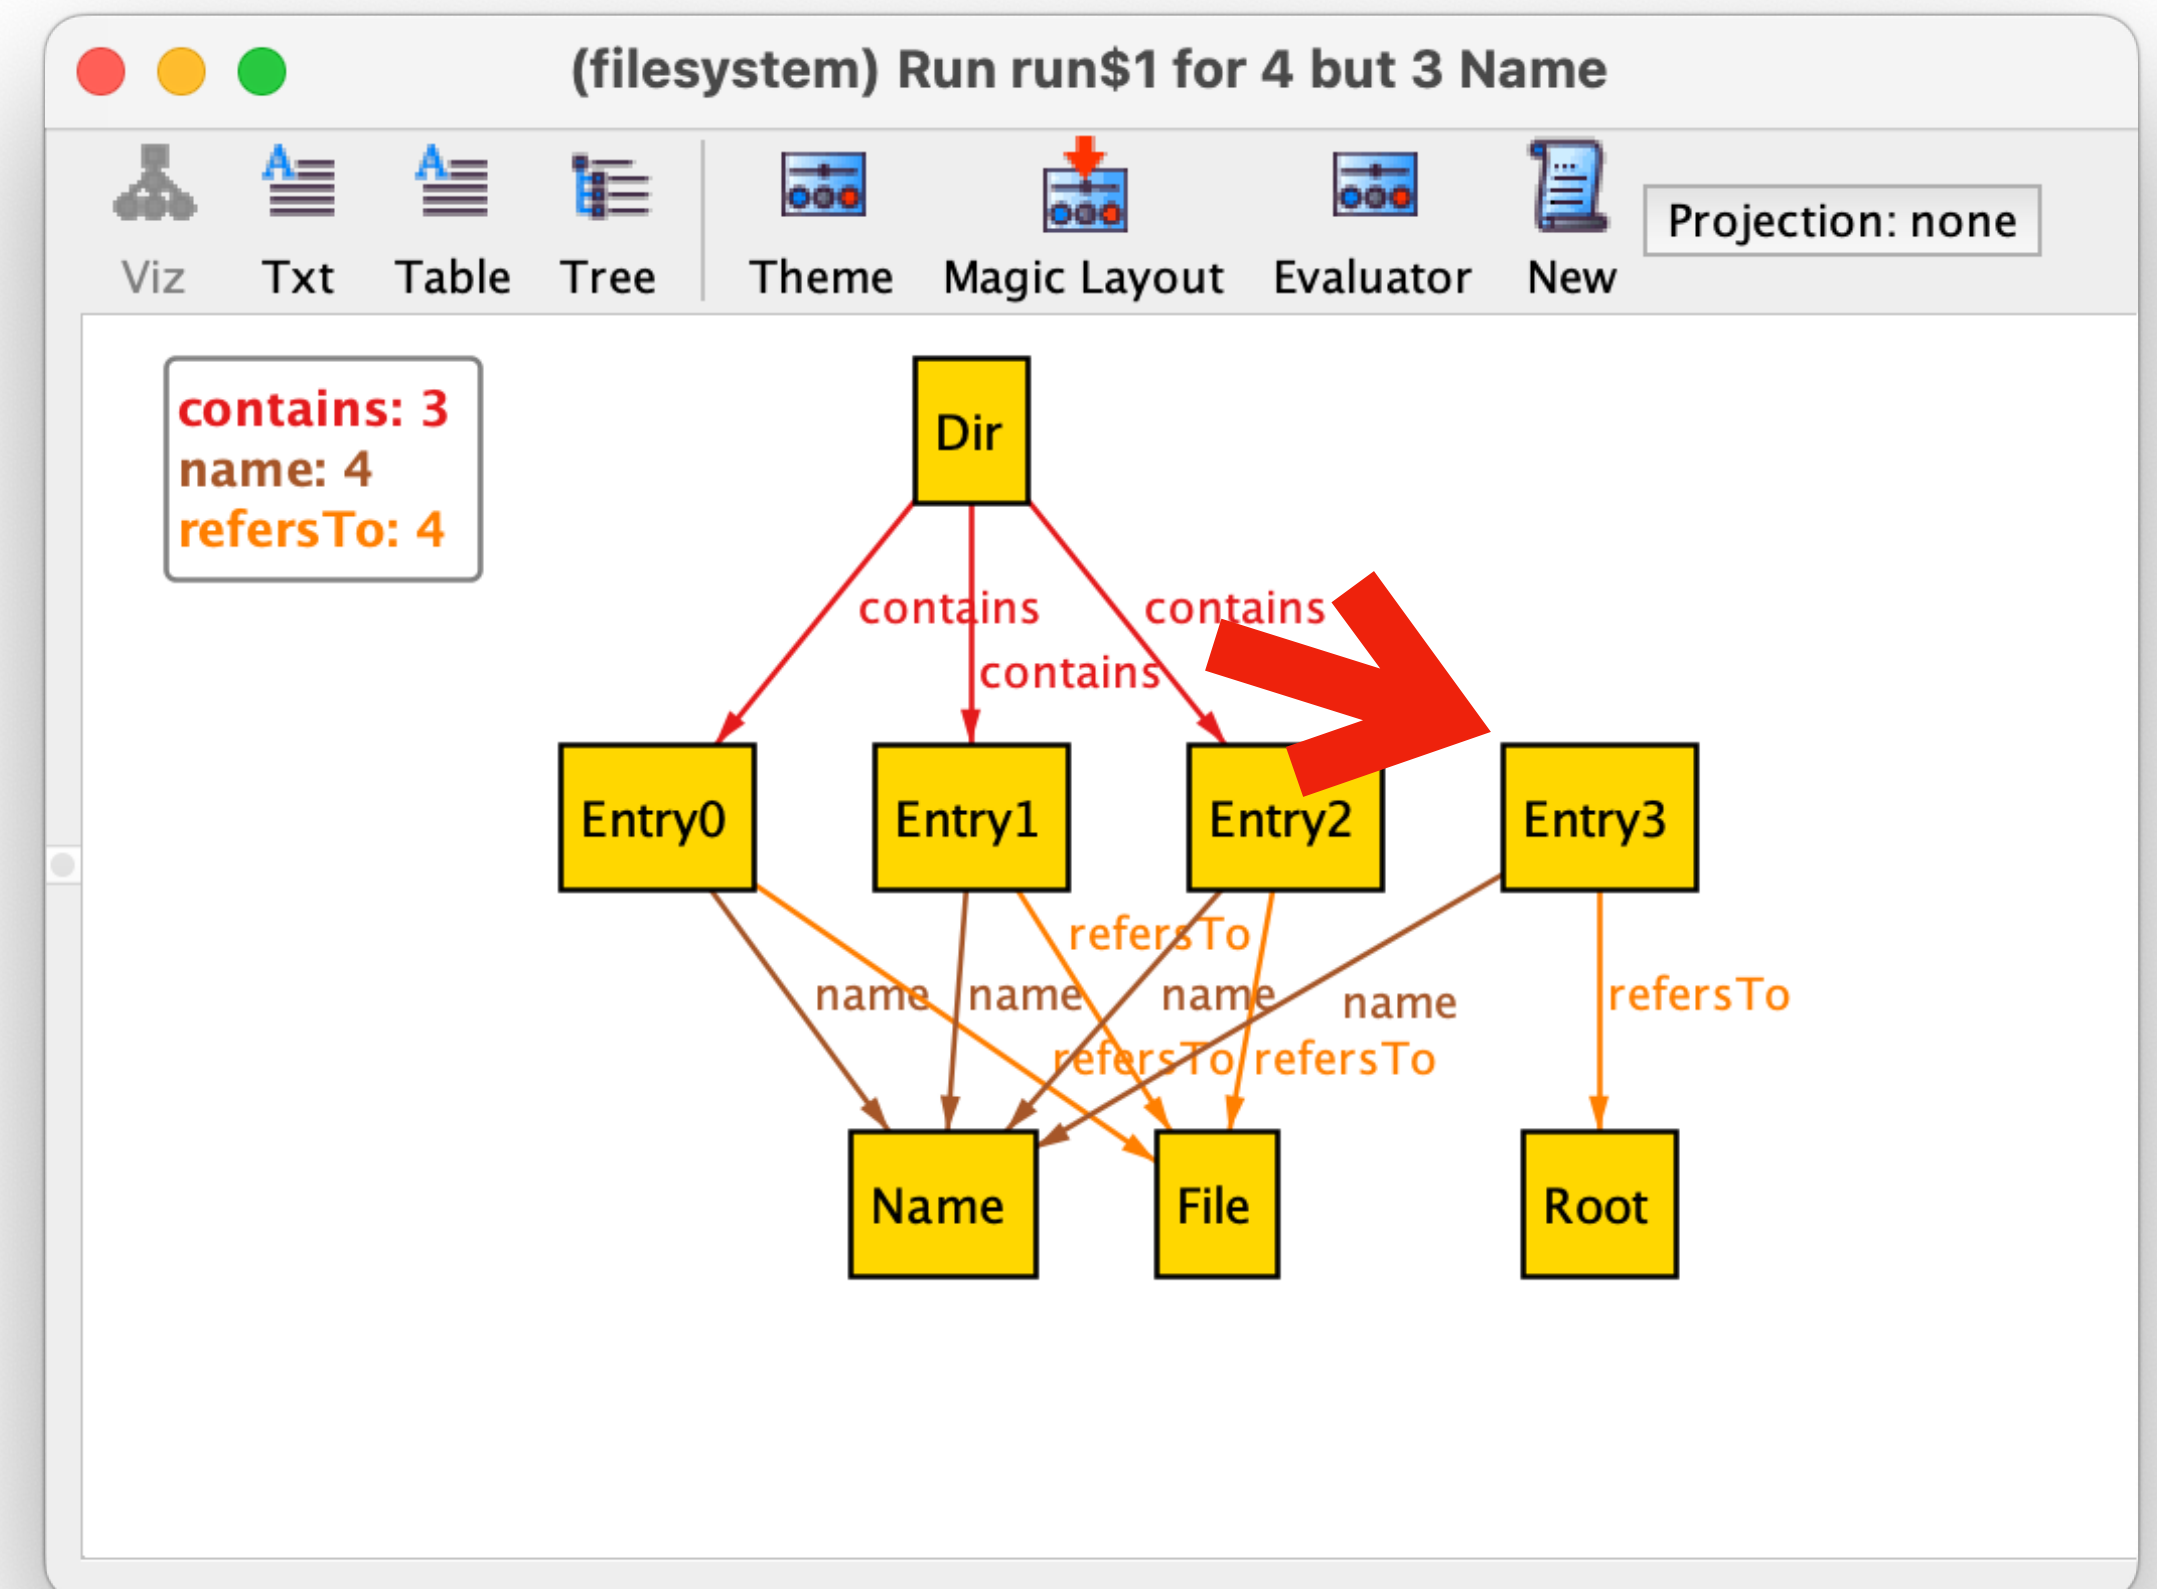 (filesystem) Run run$1 for 4 but 3 Name
Viz Txt Table Tree Theme Magic Layout Evaluator New Projection: none
contains: 3
name: 4
refersTo: 4
Dir
contains contains
contains
Entry0 Entry1 Entry2 Entry3
refersTo
name name name name refersTo
refersTo refersTo
Name File Root